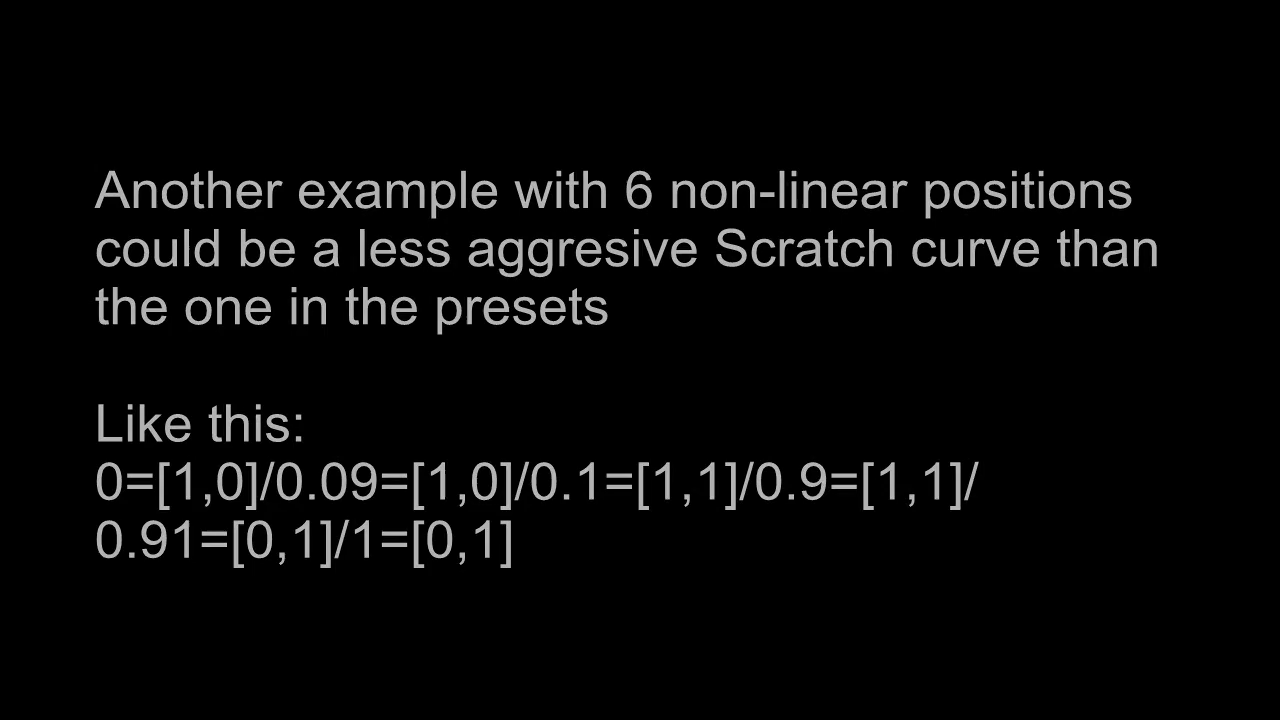 Another example with 6 non-linear positions
could be a less aggresive Scratch curve than
the one in the presets
Like this:
0=[1,0]/0.09=[1,0]/0.1=[1,1]/0.9=[1,1]/
0.91=[0,1]/1=[0,1]